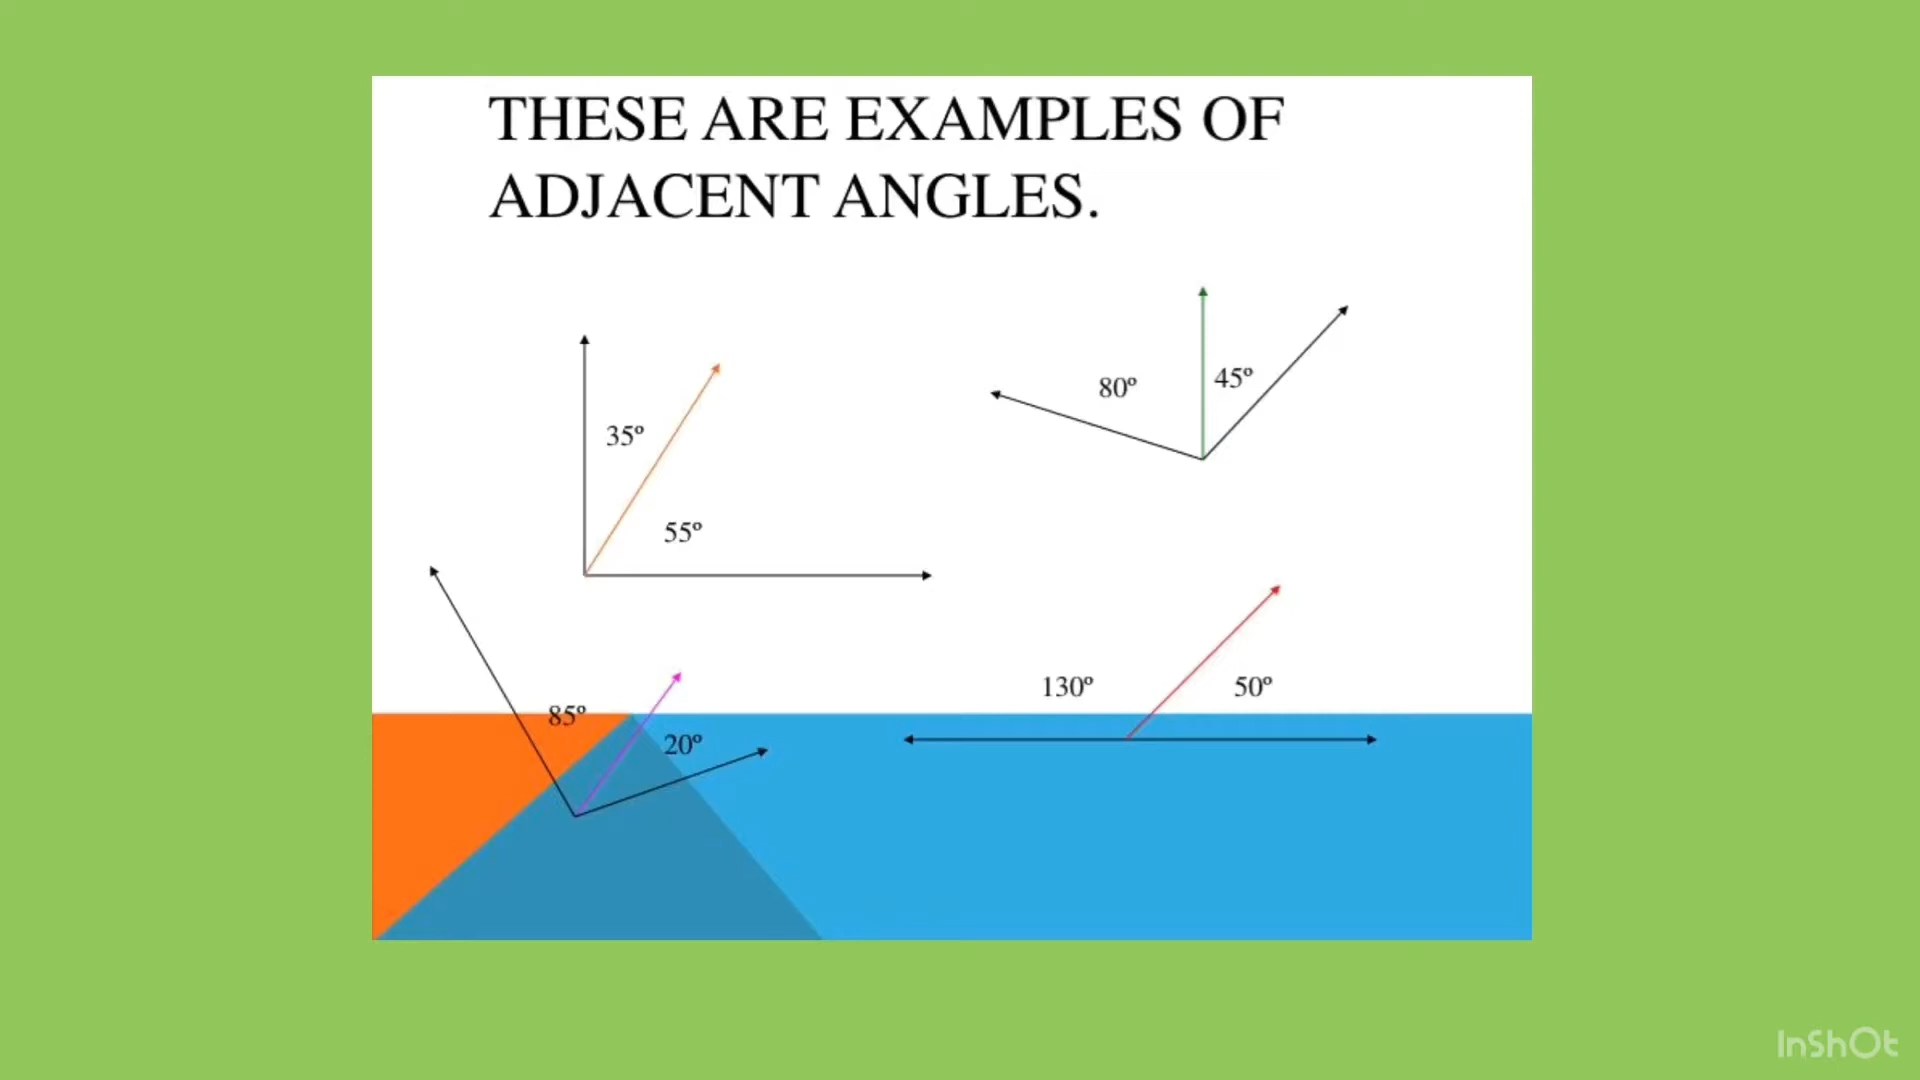 THESE ARE EXAMPLES OF
ADJACENT ANGLES.
80º
45º
35º
55º
130º
50º
85º
20º
InShOt